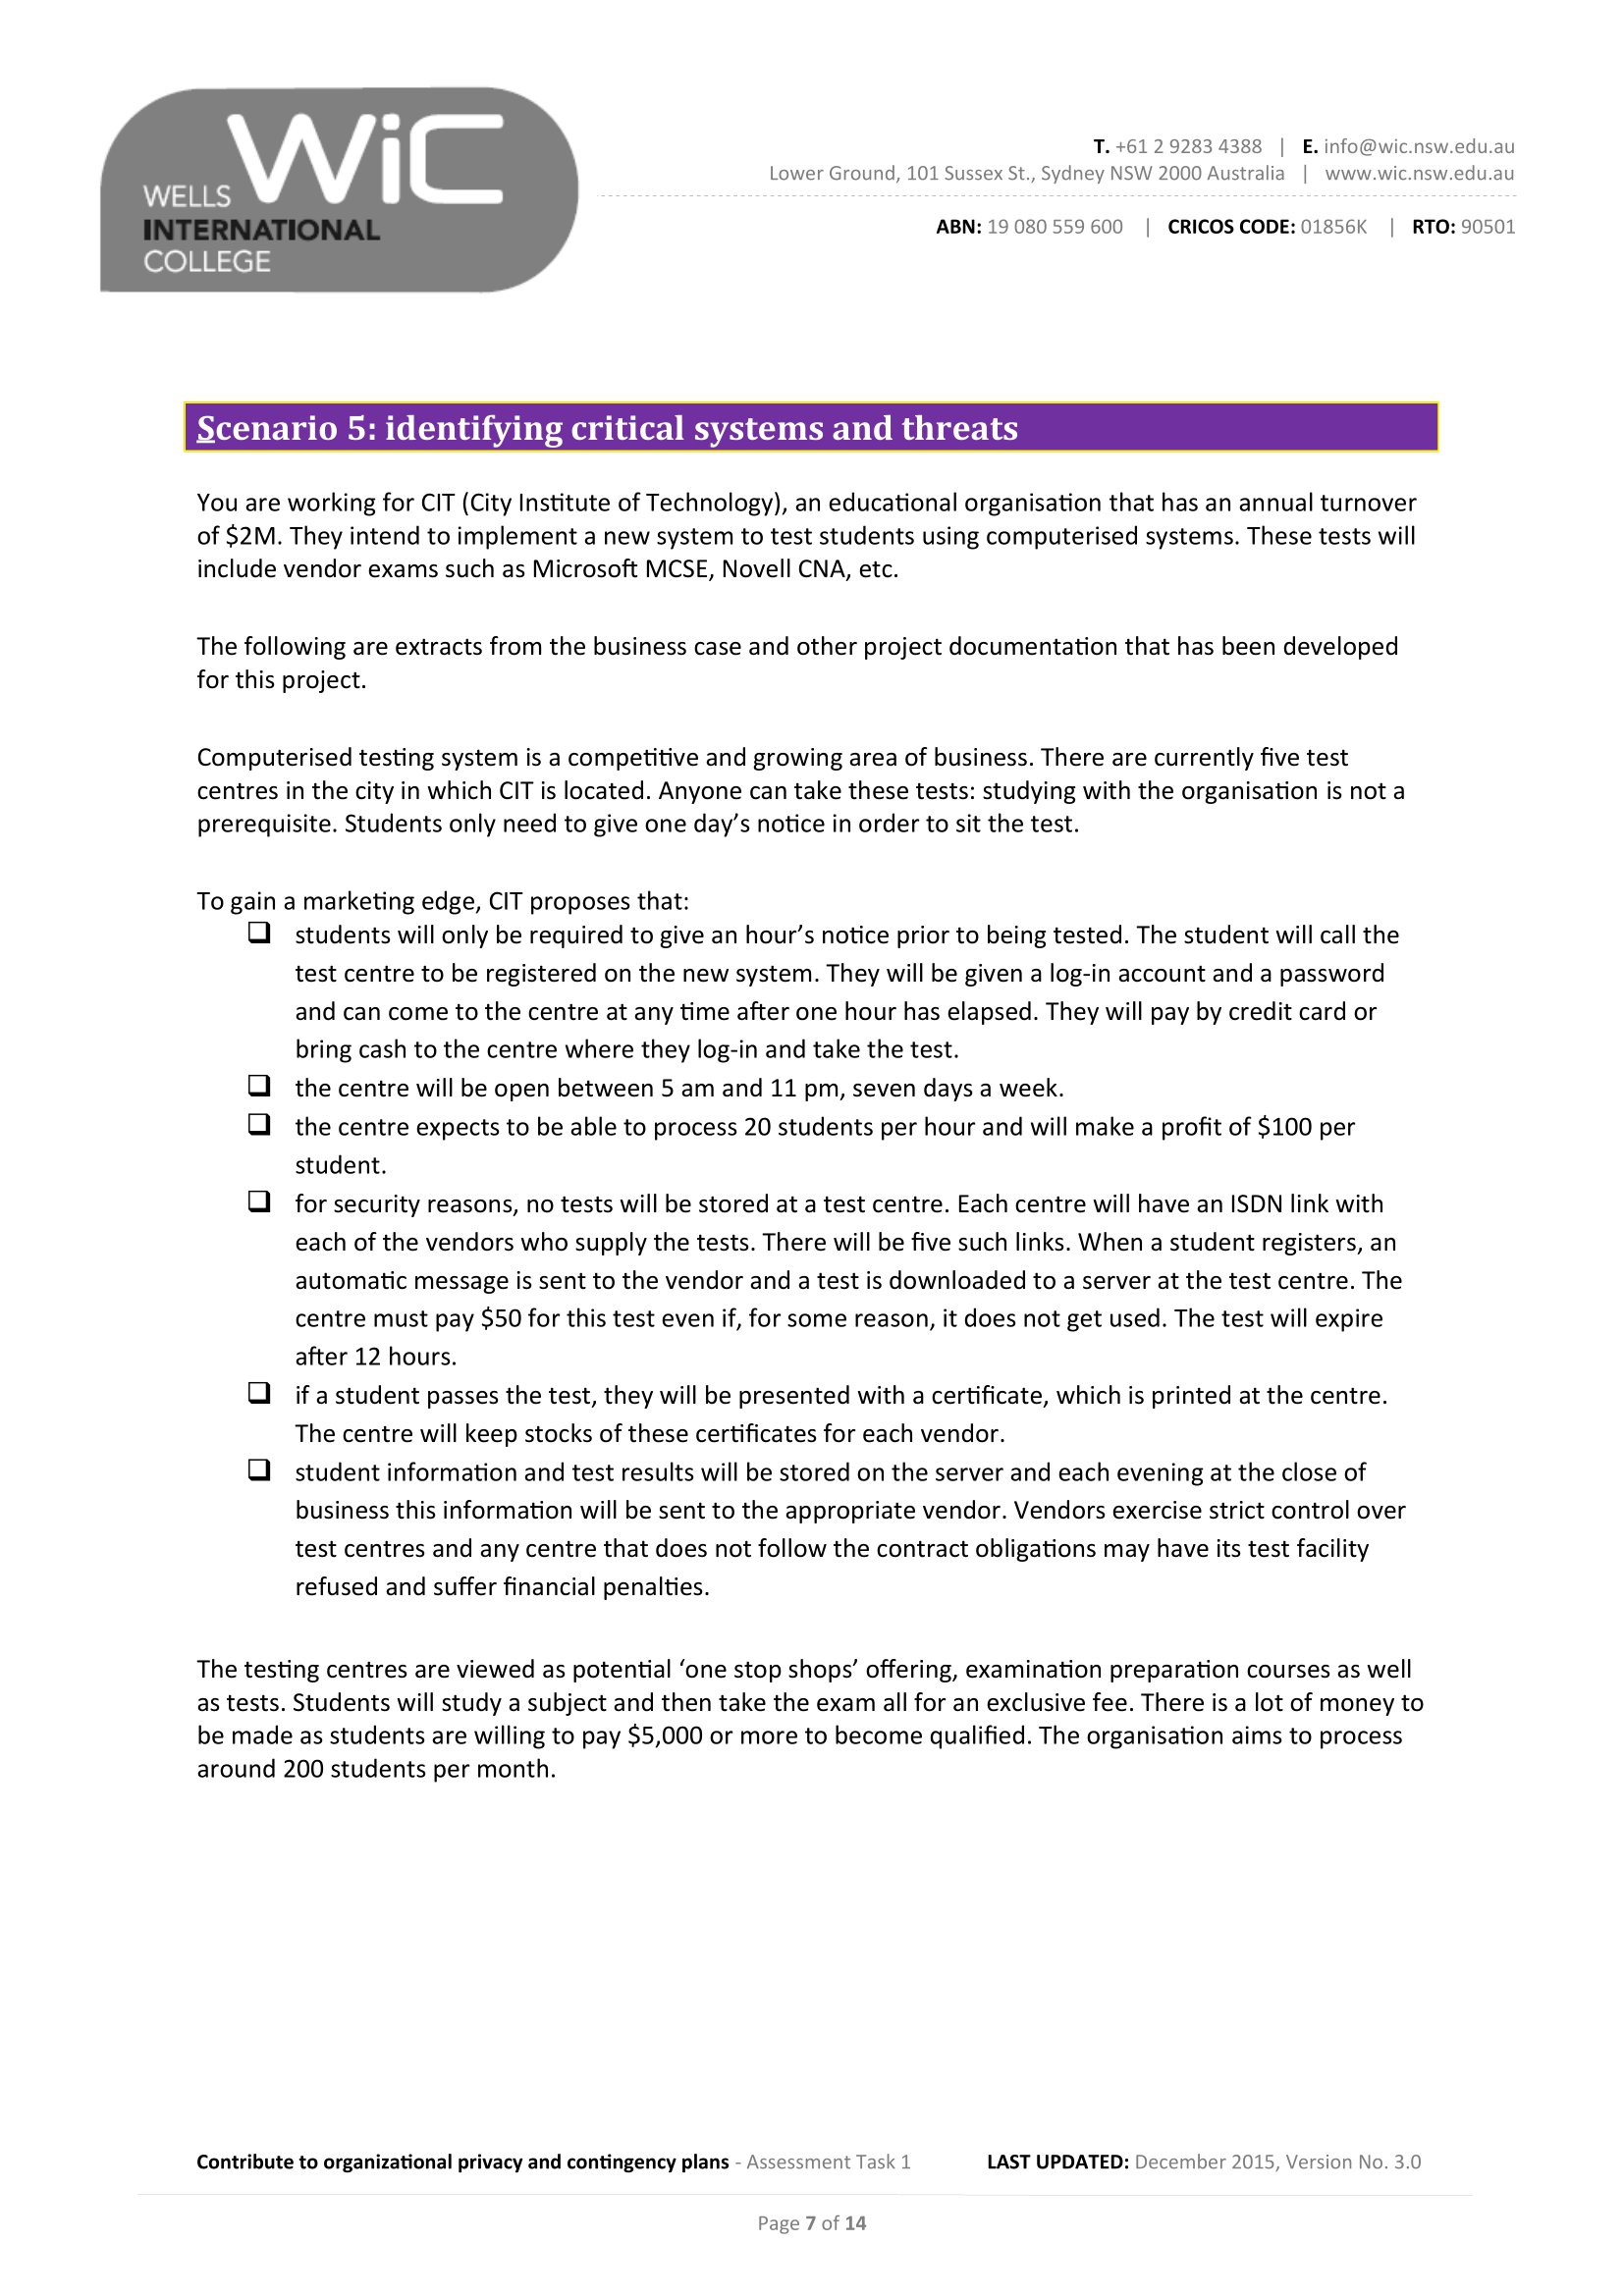 WiC
WELLS
INTERNATIONAL
COLLEGE
T. +61 2 9283 4388 | E. info@wic.nsw.edu.au
Lower Ground, 101 Sussex St., Sydney NSW 2000 Australia | www.wic.nsw.edu.au
ABN: 19 080 559 600 | CRICOS CODE: 01856K | RTO: 90501
Scenario 5: identifying critical systems and threats
You are working for CIT (City Institute of Technology), an educational organisation that has an annual turnover
of $2M. They intend to implement a new system to test students using computerised systems. These tests will
include vendor exams such as Microsoft MCSE, Novell CNA, etc.
The following are extracts from the business case and other project documentation that has been developed
for this project.
Computerised testing system is a competitive and growing area of business. There are currently five test
centres in the city in which CIT is located. Anyone can take these tests: studying with the organisation is not a
prerequisite. Students only need to give one day’s notice in order to sit the test.
To gain a marketing edge, CIT proposes that:
❑ students will only be required to give an hour’s notice prior to being tested. The student will call the
test centre to be registered on the new system. They will be given a log-in account and a password
and can come to the centre at any time after one hour has elapsed. They will pay by credit card or
bring cash to the centre where they log-in and take the test.
❑ the centre will be open between 5 am and 11 pm, seven days a week.
❑ the centre expects to be able to process 20 students per hour and will make a profit of $100 per
student.
❑ for security reasons, no tests will be stored at a test centre. Each centre will have an ISDN link with
each of the vendors who supply the tests. There will be five such links. When a student registers, an
automatic message is sent to the vendor and a test is downloaded to a server at the test centre. The
centre must pay $50 for this test even if, for some reason, it does not get used. The test will expire
after 12 hours.
❑ if a student passes the test, they will be presented with a certificate, which is printed at the centre.
The centre will keep stocks of these certificates for each vendor.
❑ student information and test results will be stored on the server and each evening at the close of
business this information will be sent to the appropriate vendor. Vendors exercise strict control over
test centres and any centre that does not follow the contract obligations may have its test facility
refused and suffer financial penalties.
The testing centres are viewed as potential ‘one stop shops’ offering, examination preparation courses as well
as tests. Students will study a subject and then take the exam all for an exclusive fee. There is a lot of money to
be made as students are willing to pay $5,000 or more to become qualified. The organisation aims to process
around 200 students per month.
Contribute to organizational privacy and contingency plans - Assessment Task 1 LAST UPDATED: December 2015, Version No. 3.0
Page 7 of 14